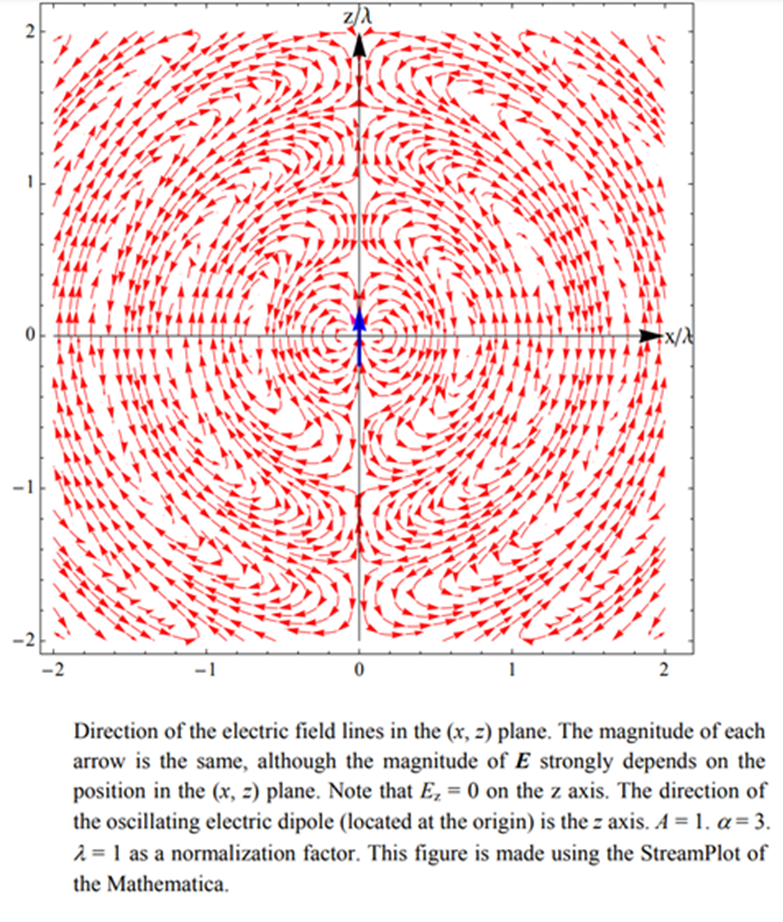 z/λ
2
1
0
x/λ
−1
−2
−2
−1
0
1
2
Direction of the electric field lines in the (x, z) plane. The magnitude of each
arrow is the same, although the magnitude of E strongly depends on the
position in the (x, z) plane. Note that Ez = 0 on the z axis. The direction of
the oscillating electric dipole (located at the origin) is the z axis. A = 1. α = 3.
λ = 1 as a normalization factor. This figure is made using the StreamPlot of
the Mathematica.